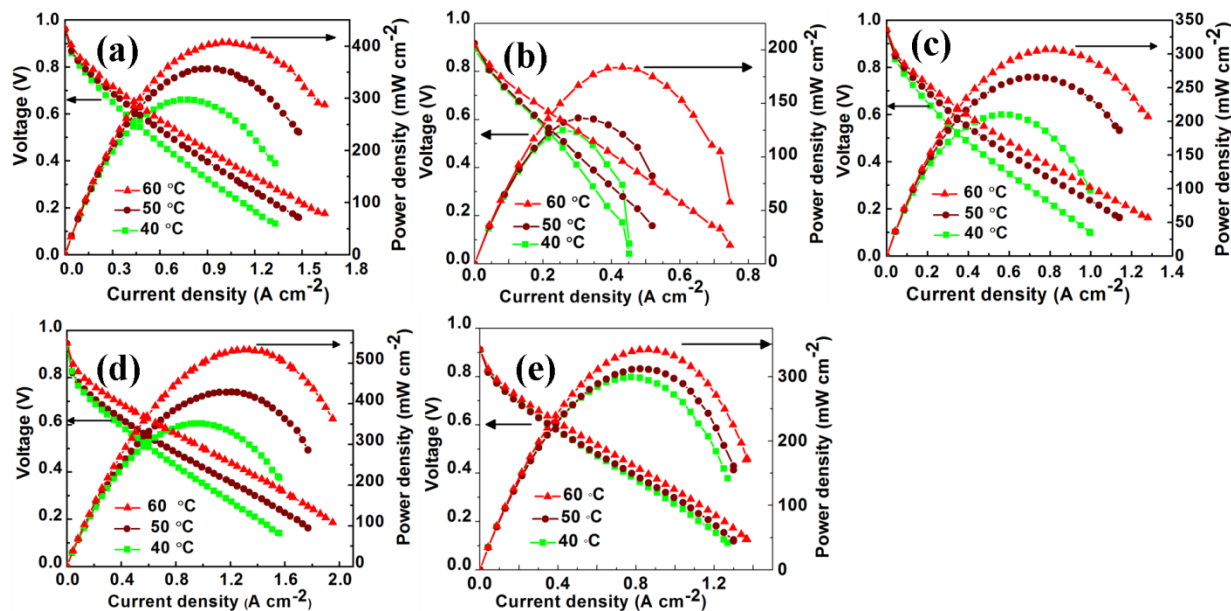 (a)
Voltage (V)
1.0
0.8
0.6
0.4
0.2
0.0
60 °C
50 °C
40 °C
0.0 0.3 0.6 0.9 1.2 1.5 1.8
Current density (A cm-2)
400
300
200
100
0
Power density (mW cm-2)
(b)
Voltage (V)
1.0
0.8
0.6
0.4
0.2
0.0
60 °C
50 °C
40 °C
0.0 0.2 0.4 0.6 0.8
Current density (A cm-2)
200
150
100
50
0
Power density (mW cm-2)
(c)
Voltage (V)
1.0
0.8
0.6
0.4
0.2
0.0
60 °C
50 °C
40 °C
0.0 0.2 0.4 0.6 0.8 1.0 1.2 1.4
Current density (A cm-2)
350
300
250
200
150
100
50
0
Power density (mW cm-2)
(d)
Voltage (V)
1.0
0.8
0.6
0.4
0.2
0.0
60 °C
50 °C
40 °C
0.0 0.4 0.8 1.2 1.6 2.0
Current density (A cm-2)
500
400
300
200
100
0
Power density (mW cm-2)
(e)
Voltage (V)
1.0
0.8
0.6
0.4
0.2
0.0
60 °C
50 °C
40 °C
0.0 0.4 0.8 1.2
Current density (A cm-2)
300
200
100
0
Power density (mW cm-2)